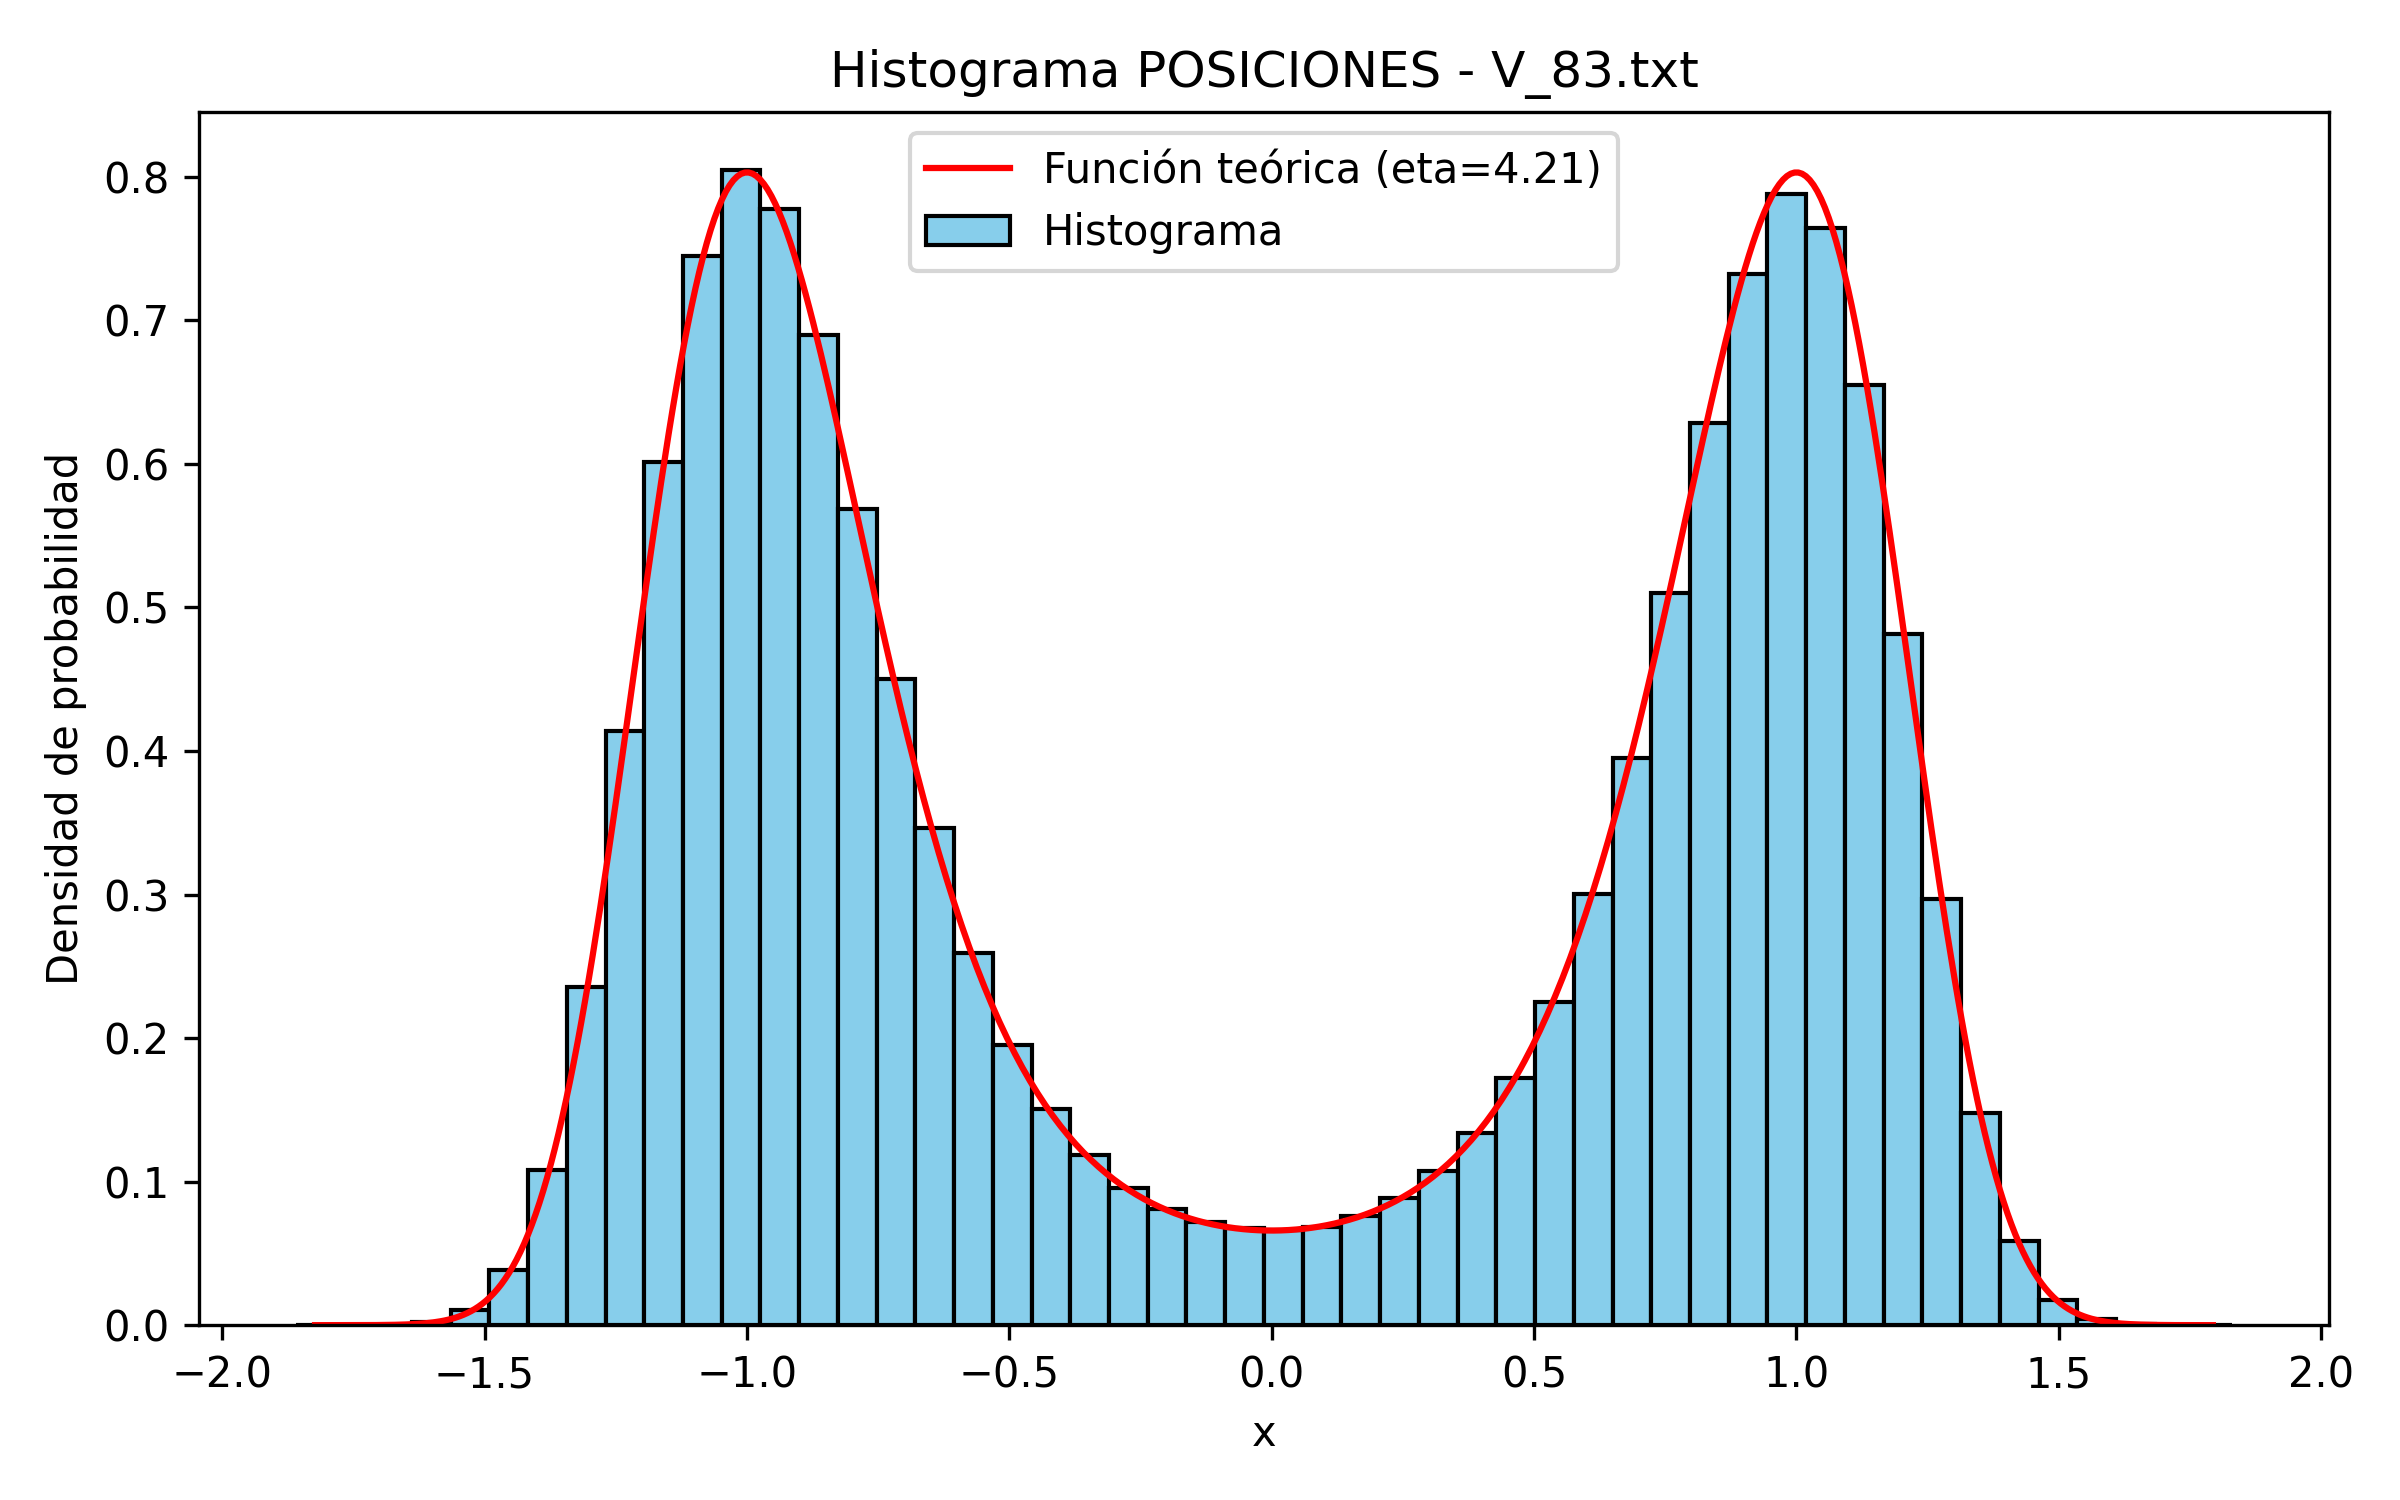 Histograma POSICIONES - V_83.txt
Función teórica (eta=4.21)
Histograma
Densidad de probabilidad
0.8
0.7
0.6
0.5
0.4
0.3
0.2
0.1
0.0
−2.0 −1.5 −1.0 −0.5 0.0 0.5 1.0 1.5 2.0
x